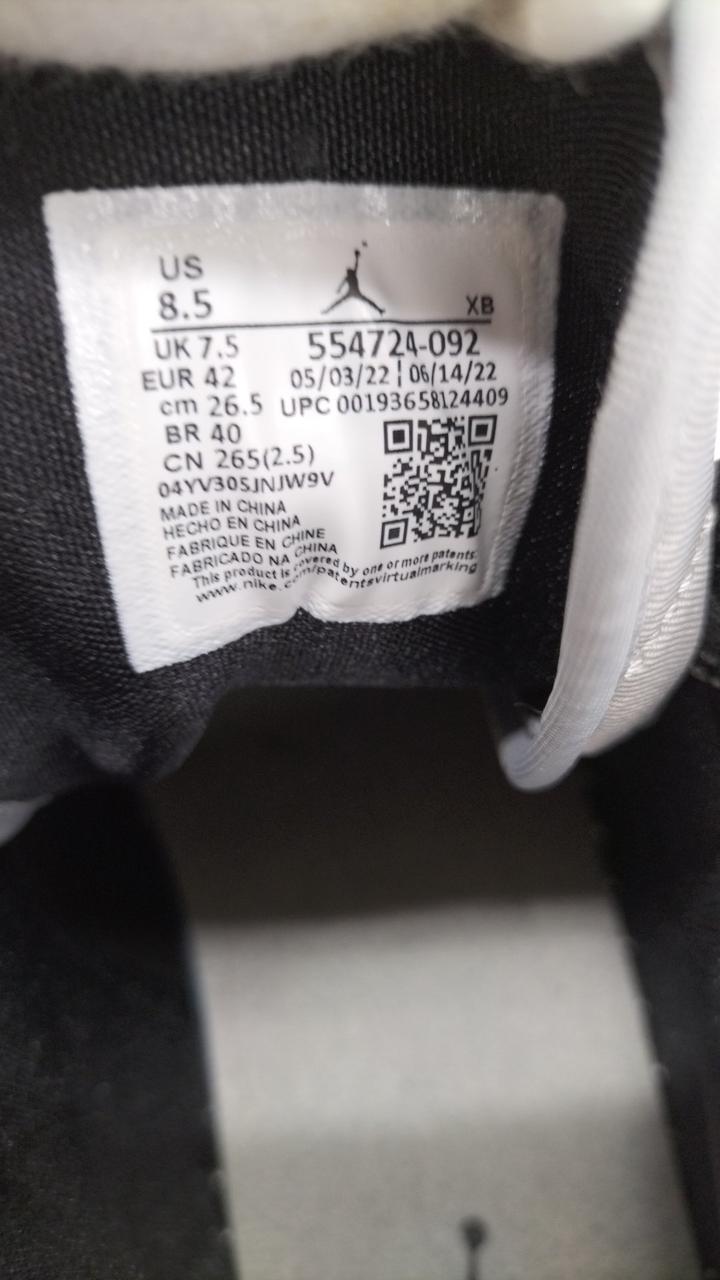 US
8.5
XB
UK 7.5 554724-092
EUR 42 05/03/22 | 06/14/22
cm 26.5 UPC 00193658124409
BR 40
CN 265(2.5)
04YV305JNJW9V
MADE IN CHINA
HECHO EN CHINA
FABRIQUE EN CHINE
FABRICADO NA CHINA
This product is covered by one or more patents:
www.nike.com/patentsvirtualmarking